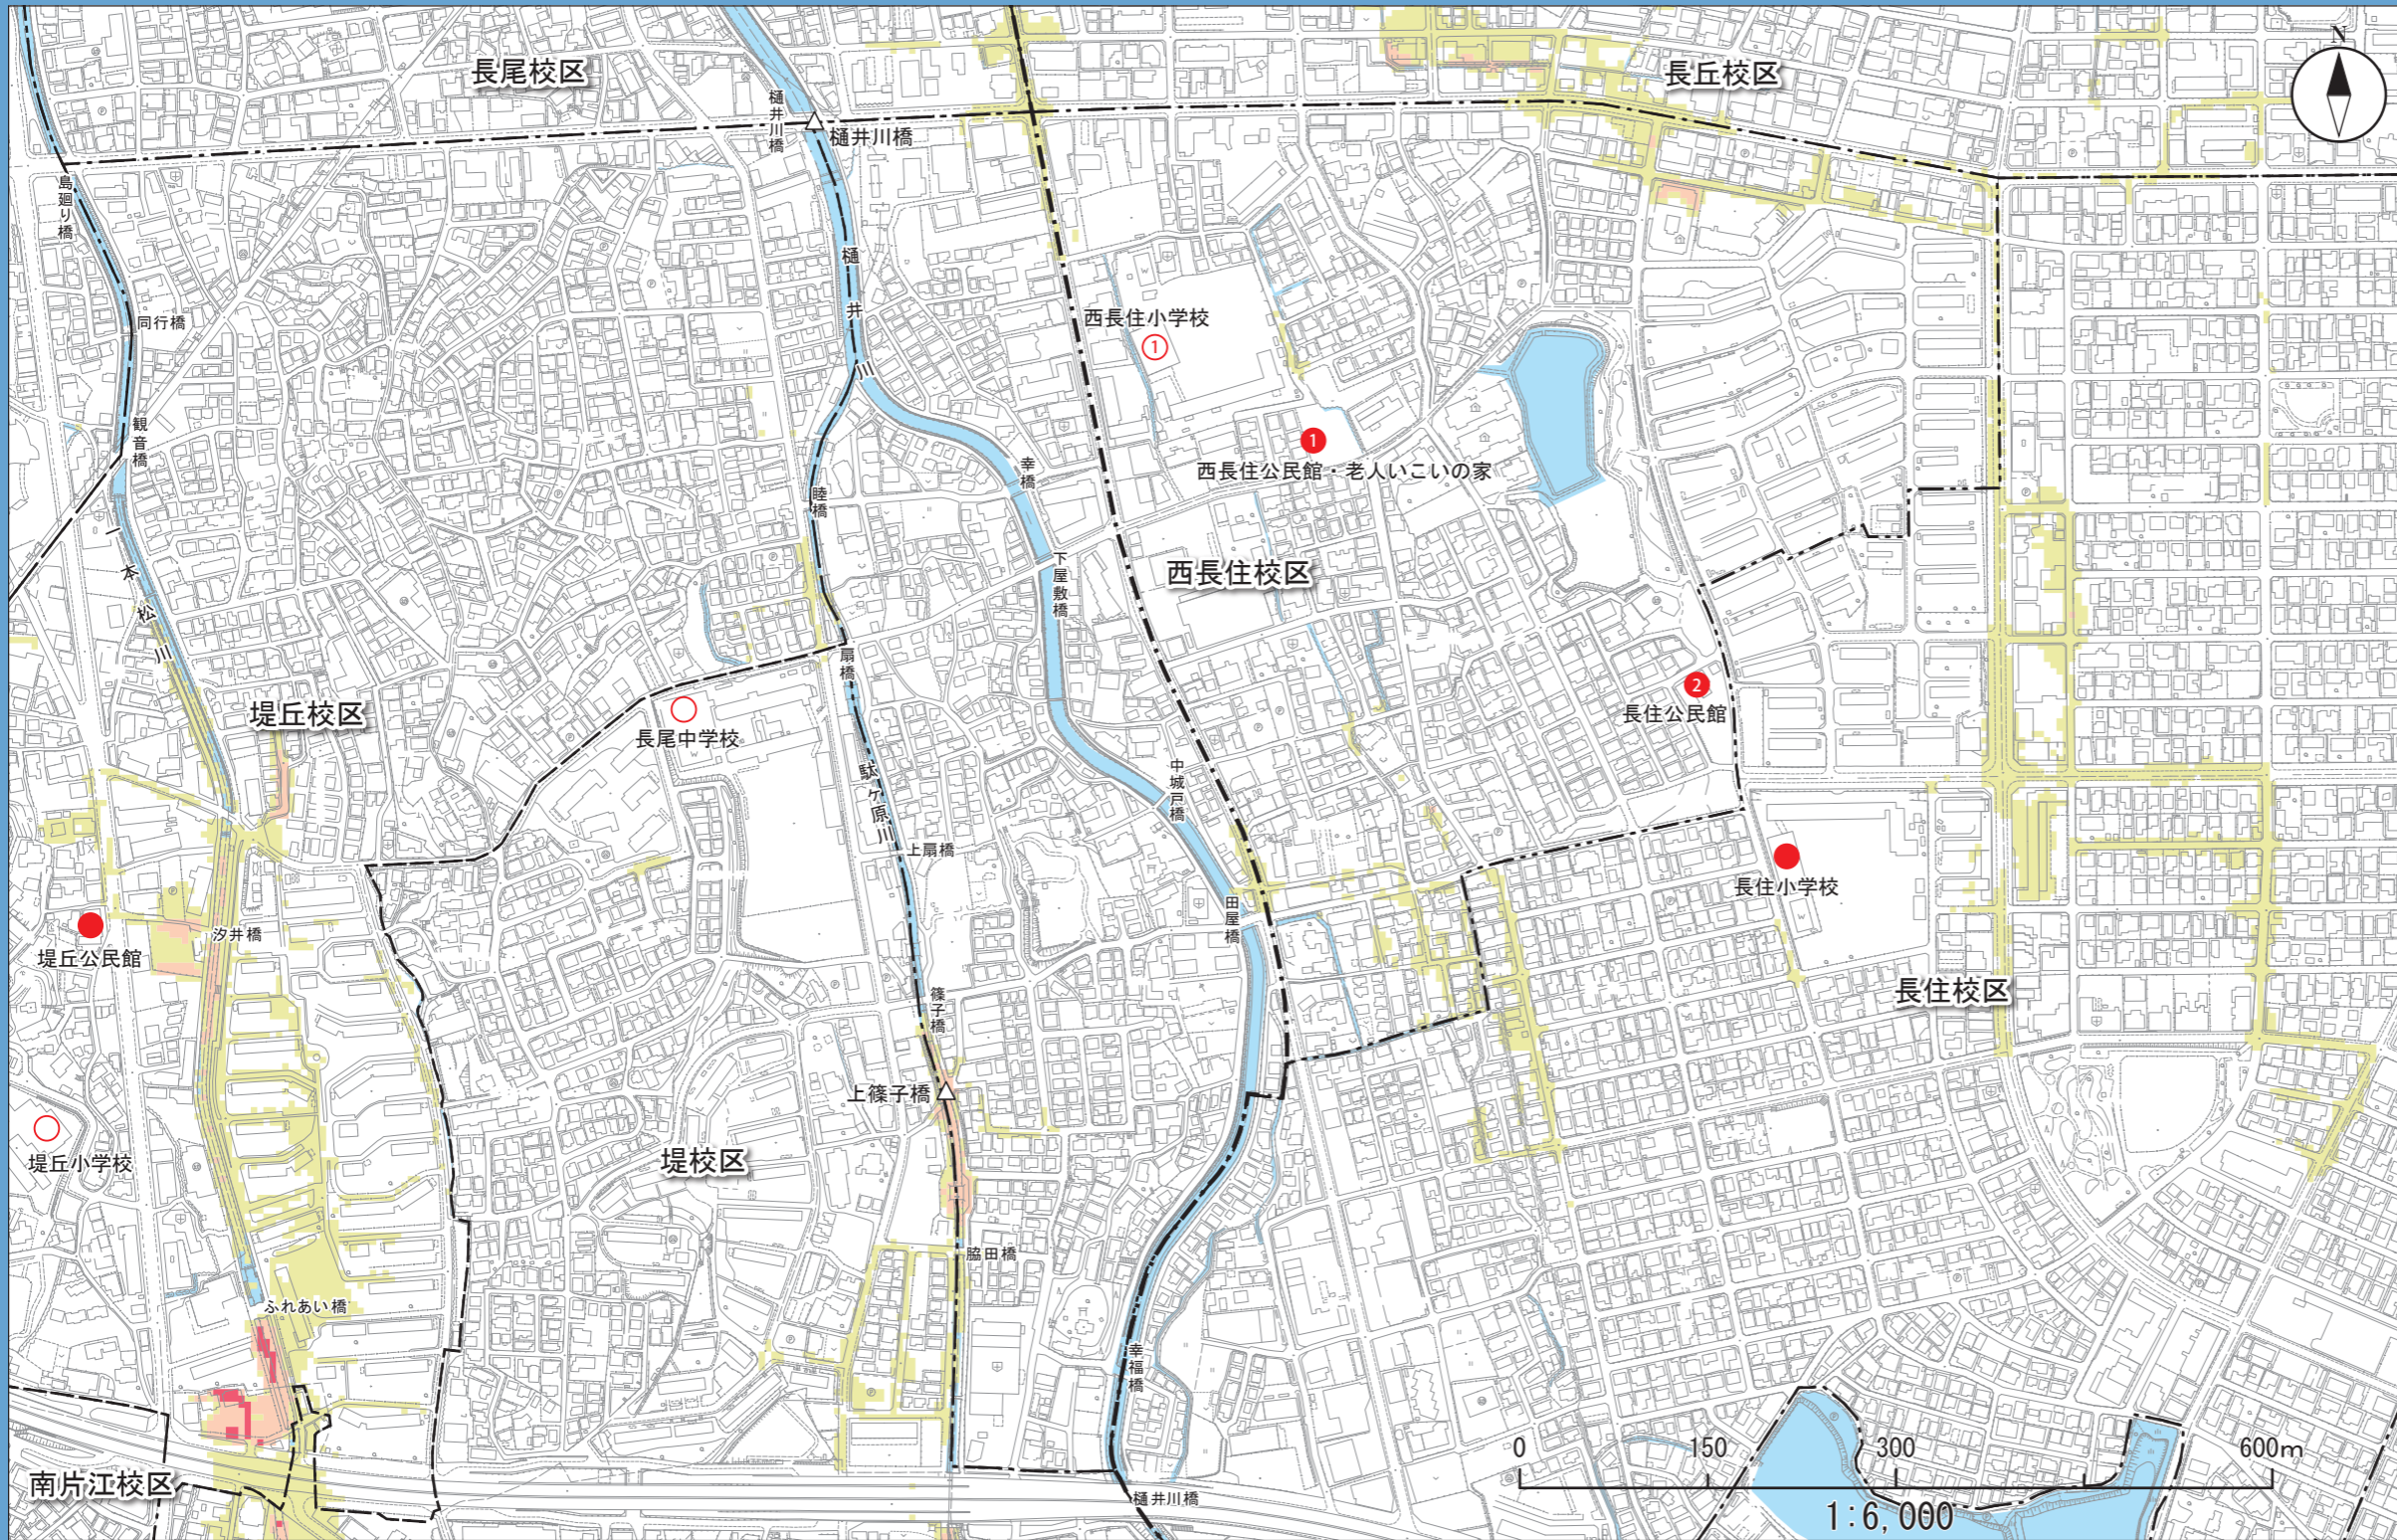 長尾校区
長丘校区
N
樋井川橋
樋井川橋
島廻り橋
樋井川
同行橋
西長住小学校
1
観音橋
1
西長住公民館・老人いこいの家
幸橋
睦橋
一本松川
下屋敷橋
西長住校区
扇橋
2
長住公民館
堤丘校区
長尾中学校
駄ヶ原川
中城戸橋
上扇橋
長住小学校
田屋橋
汐井橋
堤丘公民館
長住校区
篠子橋
上篠子橋
堤丘小学校
堤校区
脇田橋
ふれあい橋
幸福橋
0 150 300 600m
1:6,000
南片江校区
樋井川橋